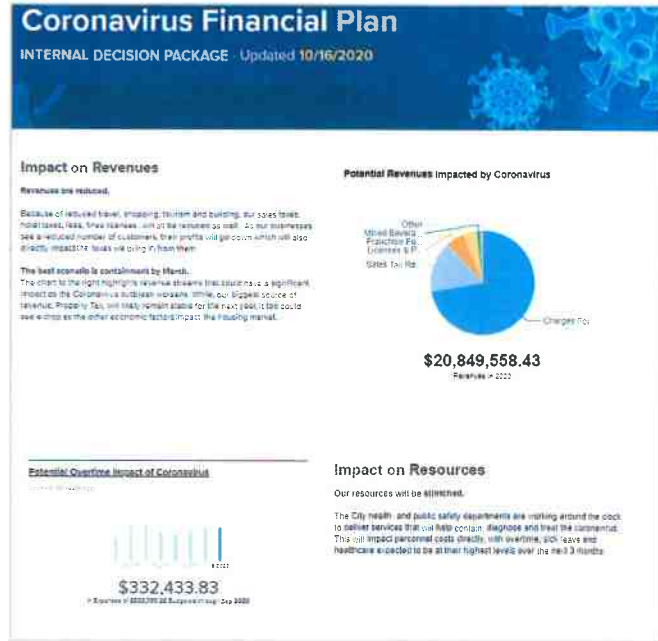 Coronavirus Financial Plan
INTERNAL DECISION PACKAGE - Updated 10/16/2020
Impact on Revenues
Revenues are reduced.
Because of reduced travel, shopping, tourism and building, our sales taxes,
hotel taxes, fees, fines licenses, will all be reduced as well. As our businesses
see a reduced number of customers, their profits will go down which will also
directly impact the taxes we bring in from them.
The best scenario is containment by March.
The chart to the right highlights revenue streams that could have a significant
impact as the Coronavirus outbreak worsens. While, our biggest source of
revenue, Property Tax, will likely remain stable for the next year, it too could
see a drop as the other economic factors impact the housing market.
Potential Revenues Impacted by Coronavirus
Other
Mixed Bevera...
Franchise Fe...
Licenses & P...
Sales Tax Re...
Charges For
$20,849,558.43
Revenues in 2020
Potential Overtime Impact of Coronavirus
$332,433.83
Impact on Resources
Our resources will be stretched.
The City health and public safety departments are working around the clock
to deliver services that will help contain, diagnose and treat the coronavirus.
This will impact personnel costs directly, with overtime, sick leave and
healthcare expected to be at their highest levels over the next 3 months